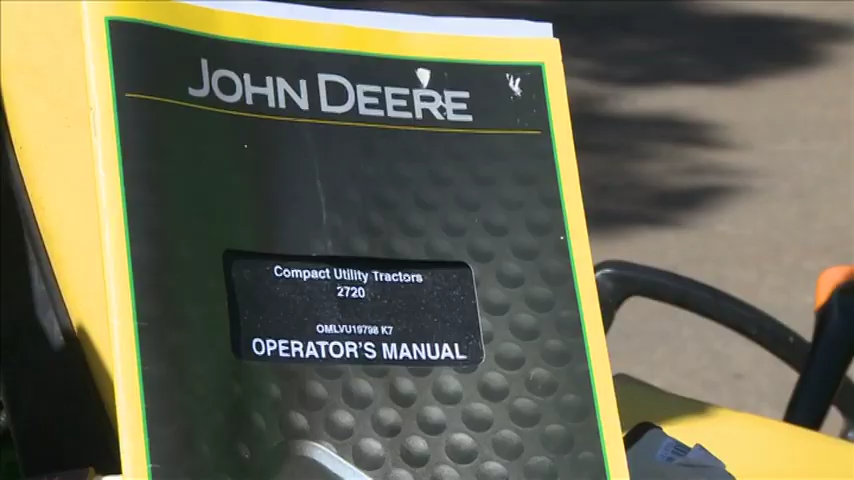 JOHN DEERE
Compact Utility Tractors
2720
OMLVU19798 K7
OPERATOR'S MANUAL